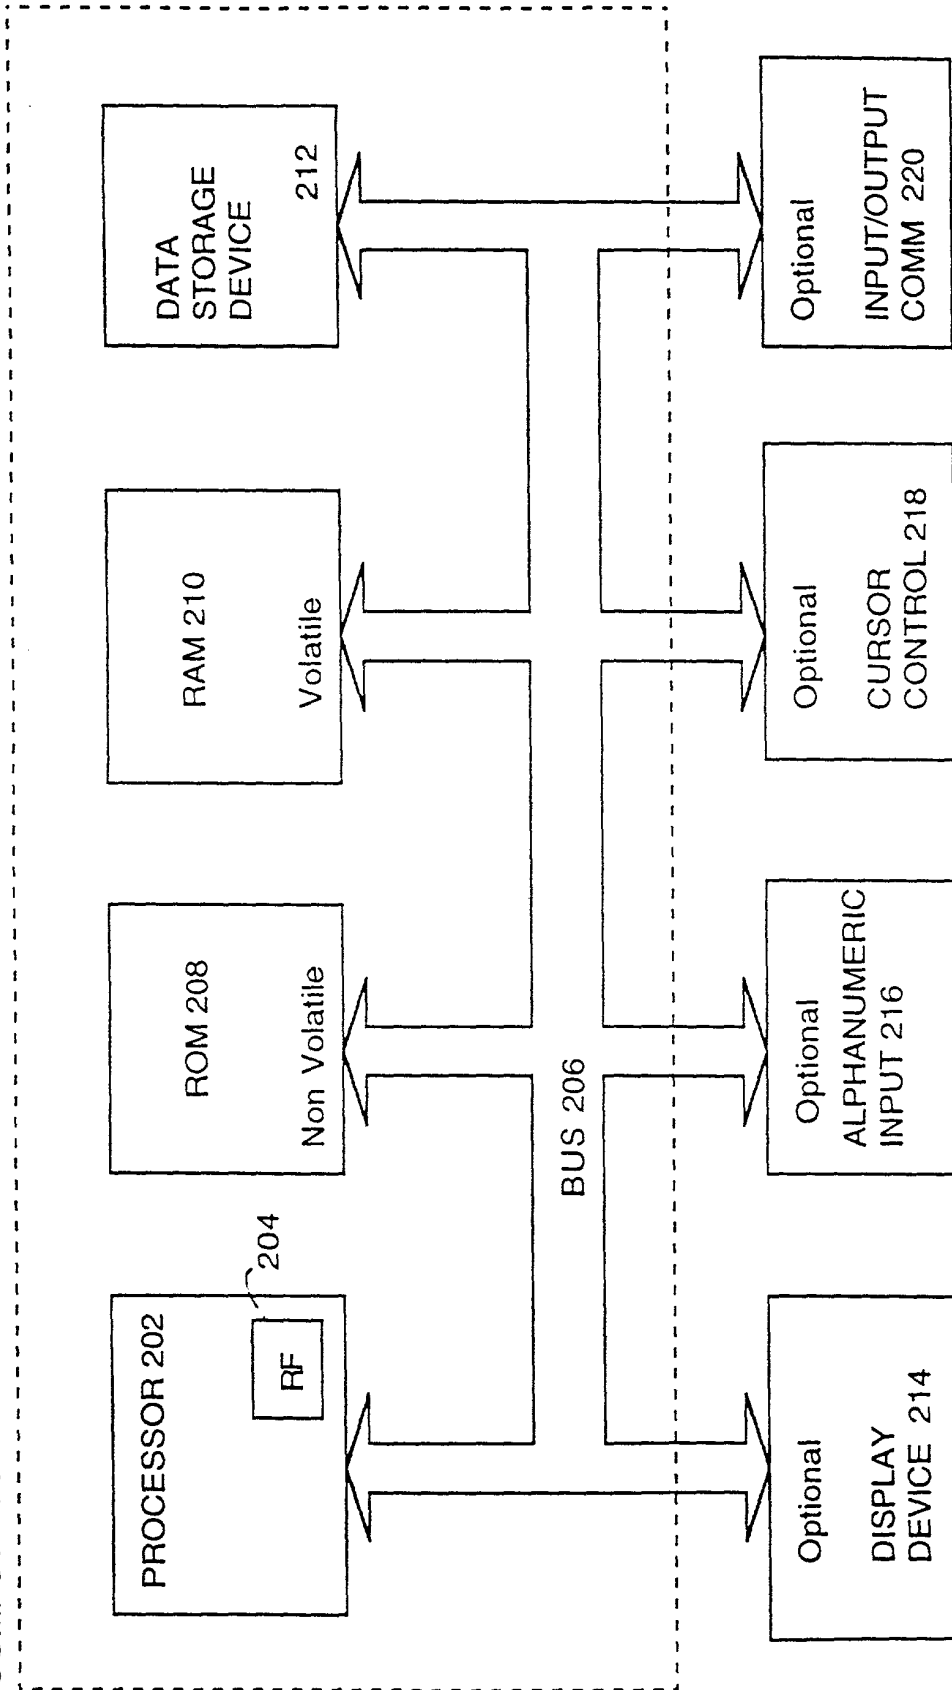 PROCESSOR 202
RF
204
ROM 208
Non Volatile
RAM 210
Volatile
DATA
STORAGE
DEVICE
212
BUS 206
Optional
DISPLAY
DEVICE 214
Optional
ALPHANUMERIC
INPUT 216
Optional
CURSOR
CONTROL 218
Optional
INPUT/OUTPUT
COMM 220